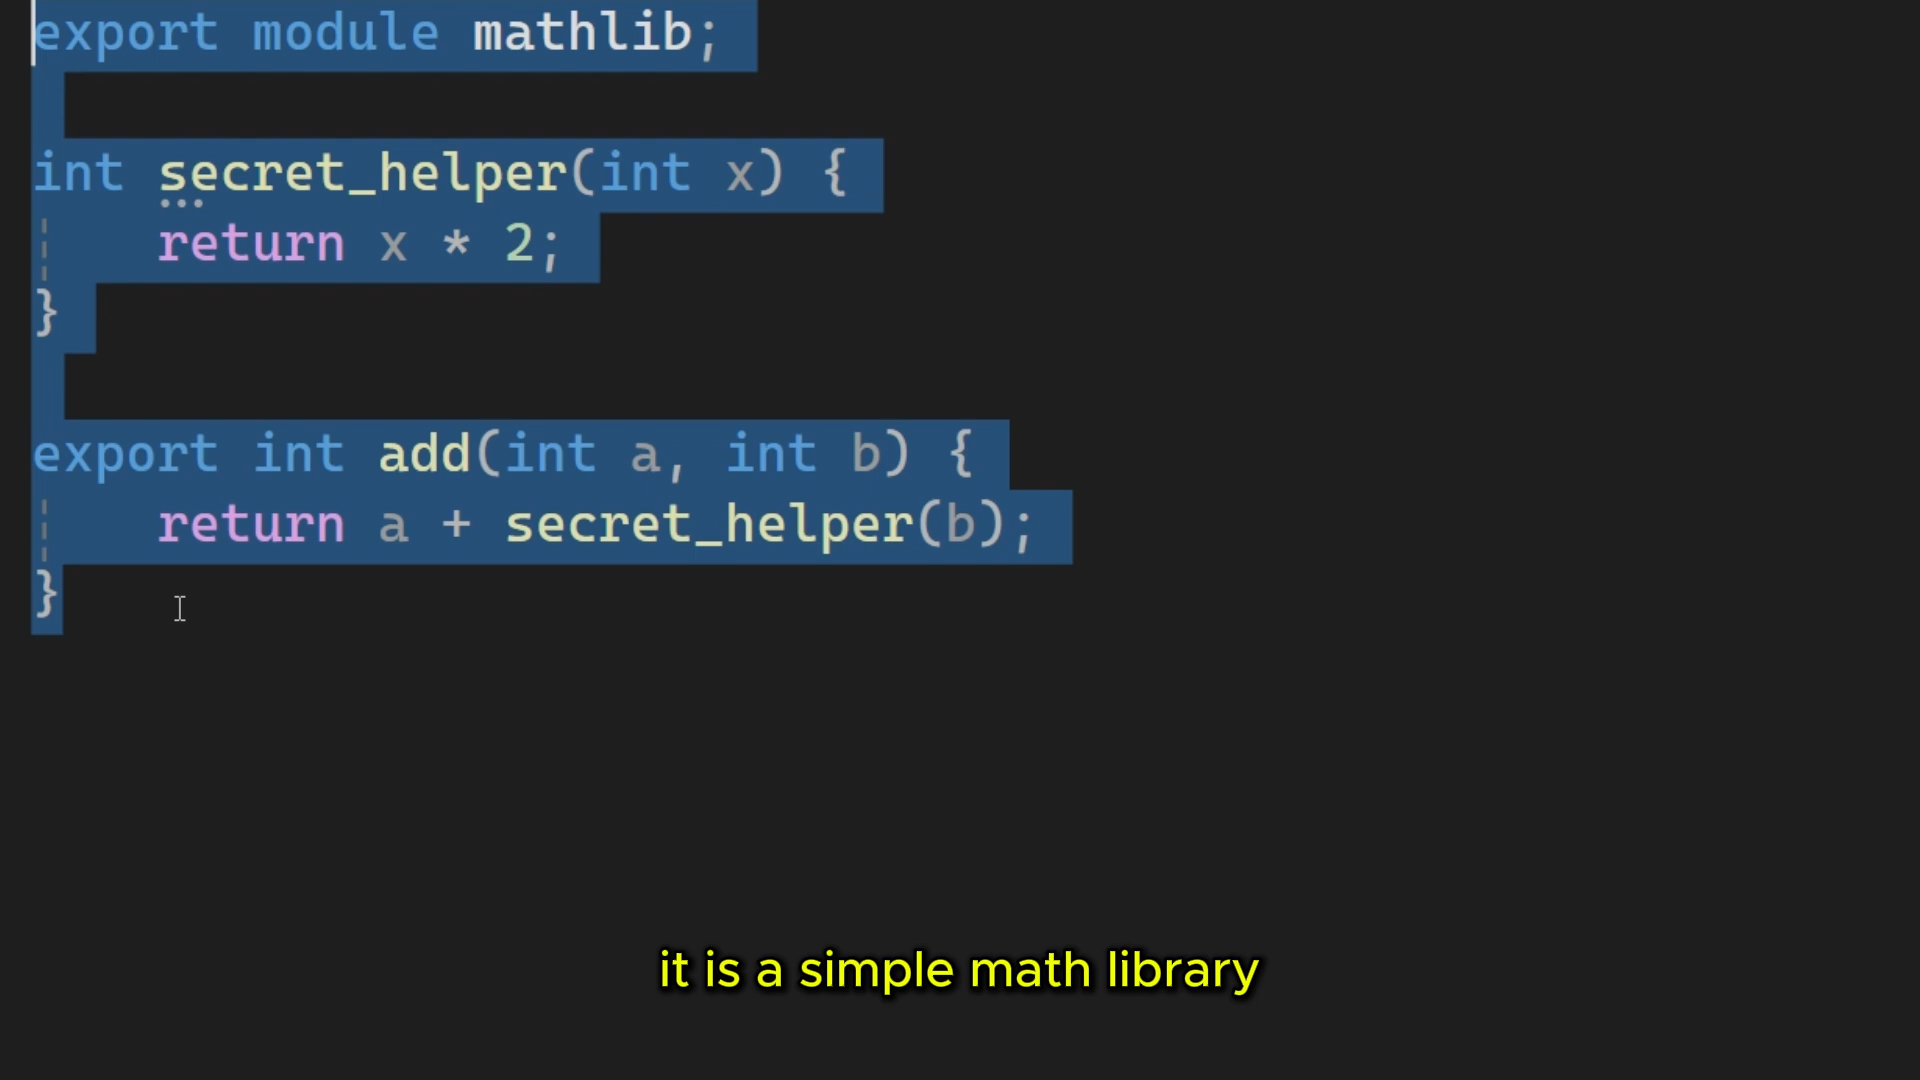 export module mathlib;
int secret_helper(int x) {
    return x * 2;
}
export int add(int a, int b) {
    return a + secret_helper(b);
}
it is a simple math library